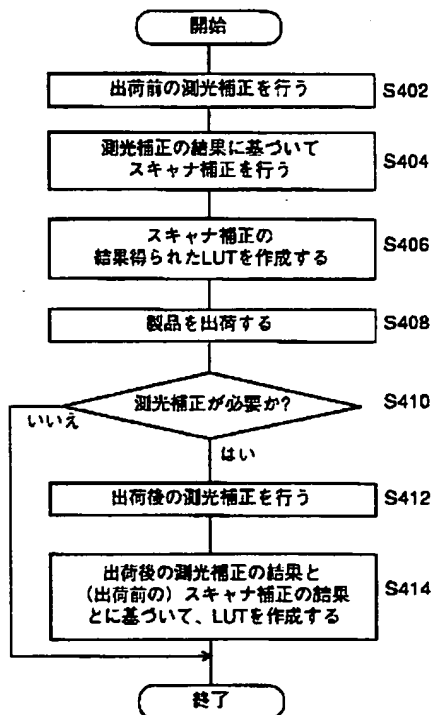 開始
出荷前の測光補正を行う
S402
測光補正の結果に基づいて
スキャナ補正を行う
S404
スキャナ補正の
結果得られたLUTを作成する
S406
製品を出荷する
S408
測光補正が必要か?
S410
いいえ
はい
出荷後の測光補正を行う
S412
出荷後の測光補正の結果と
(出荷前の) スキャナ補正の結果
とに基づいて、LUTを作成する
S414
終了